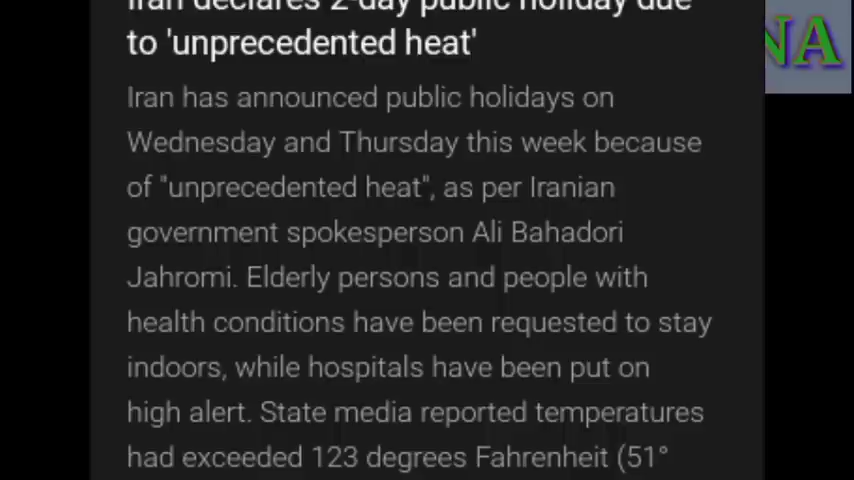 Iran declares 2-day public holiday due
to 'unprecedented heat'
NA
Iran has announced public holidays on
Wednesday and Thursday this week because
of "unprecedented heat", as per Iranian
government spokesperson Ali Bahadori
Jahromi. Elderly persons and people with
health conditions have been requested to stay
indoors, while hospitals have been put on
high alert. State media reported temperatures
had exceeded 123 degrees Fahrenheit (51°